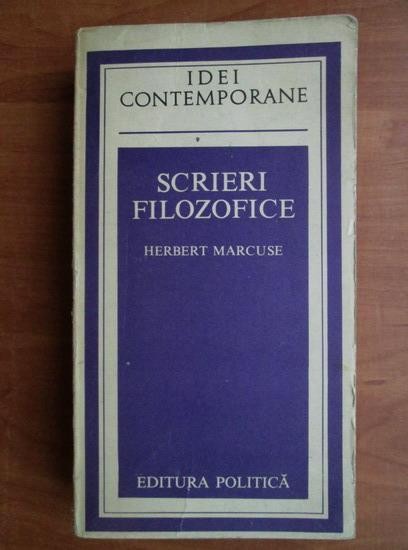 IDEI
CONTEMPORANE
SCRIERI
FILOZOFICE
HERBERT MARCUSE
EDITURA POLITICĂ